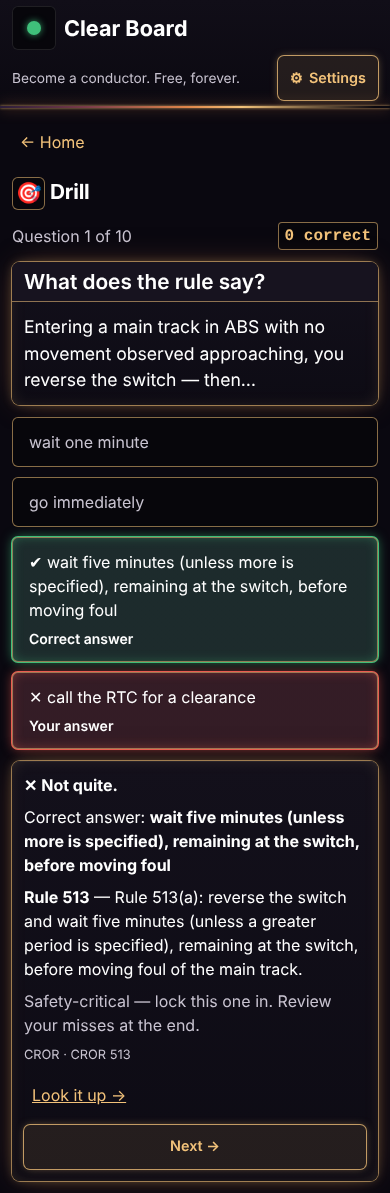 Clear Board
Become a conductor. Free, forever.
⚙ Settings
← Home
🎯 Drill
Question 1 of 10
0 correct
What does the rule say?
Entering a main track in ABS with no
movement observed approaching, you
reverse the switch — then…
wait one minute
go immediately
✔ wait five minutes (unless more is
specified), remaining at the switch, before
moving foul
Correct answer
✕ call the RTC for a clearance
Your answer
✕ Not quite.
Correct answer: wait five minutes (unless
more is specified), remaining at the switch,
before moving foul
Rule 513 — Rule 513(a): reverse the switch
and wait five minutes (unless a greater
period is specified), remaining at the switch,
before moving foul of the main track.
Safety-critical — lock this one in. Review
your misses at the end.
CROR · CROR 513
Look it up →
Next →